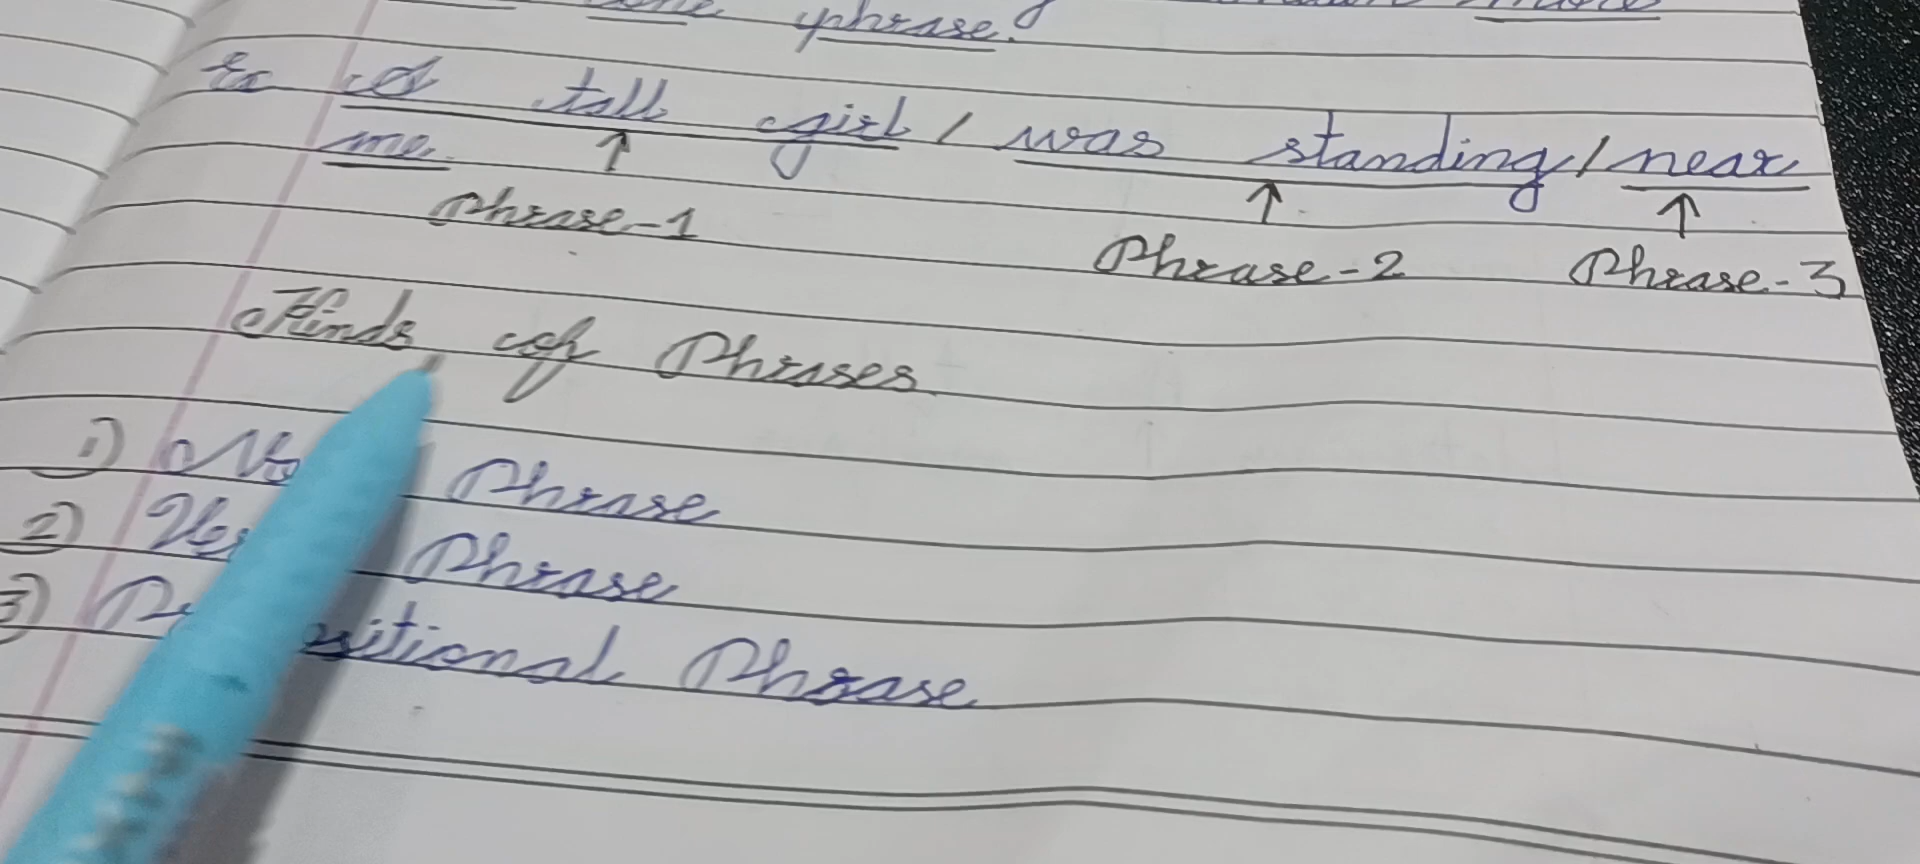 phrase.
Ex A tall girl / was standing / near
me.
Phrase-1 Phrase-2 Phrase-3
Kinds of Phrases
1) Phrase
2) Phrase
3) Phrase